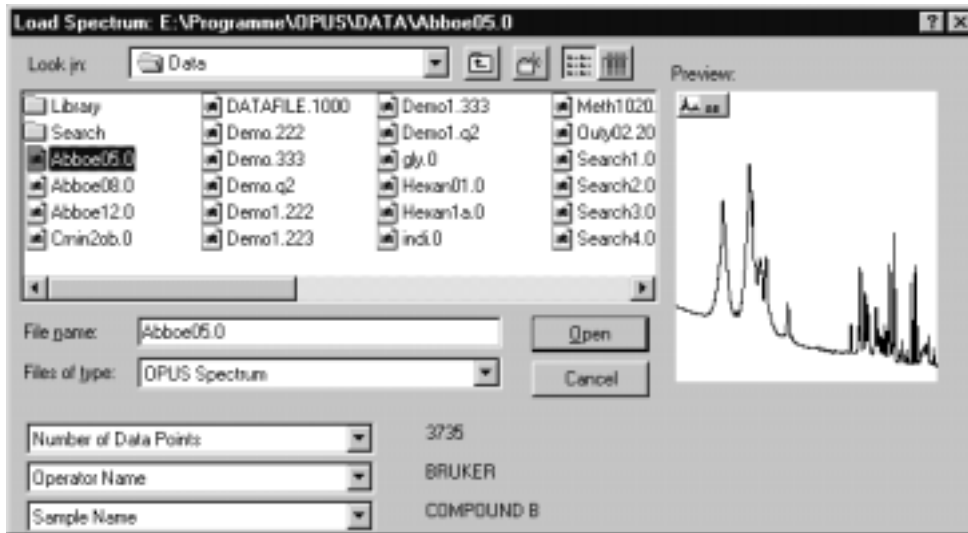 Load Spectrum: E:\Programme\OPUS\DATA\Abboe05.0
Look in: Data
Preview:
Library DATAFILE.1000 Demo1.333 Meth1020.
Search Demo.222 Demo1.q2 Outy02.20
Abboe05.0 Demo.333 gly.0 Search1.0
Abboe08.0 Demo.q2 Hexan01.0 Search2.0
Abboe12.0 Demo1.222 Hexan1a.0 Search3.0
Cmin2ob.0 Demo1.223 indi.0 Search4.0
File name: Abboe05.0 Open
Files of type: OPUS Spectrum Cancel
Number of Data Points 3735
Operator Name BRUKER
Sample Name COMPOUND B